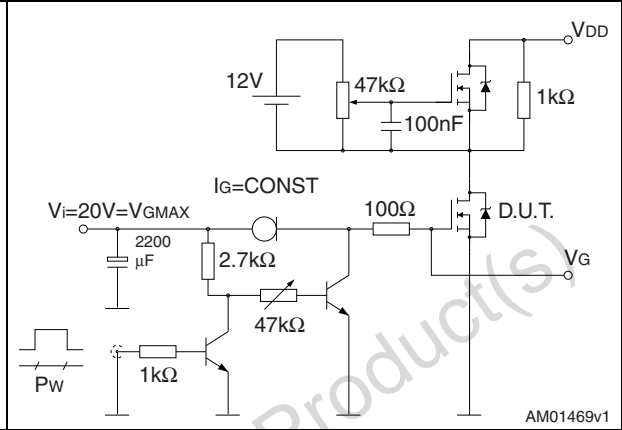 VDD
12V
47kΩ
1kΩ
100nF
IG=CONST
Vi=20V=VGMAX
100Ω
D.U.T.
2200
μF
2.7kΩ
VG
47kΩ
1kΩ
PW
Product(s)
AM01469v1